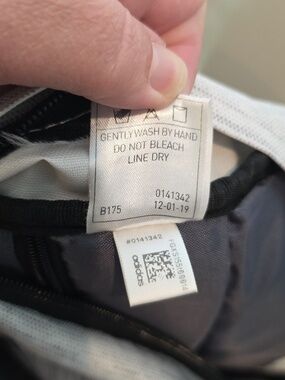 GENTLY WASH BY HAND
DO NOT BLEACH
LINE DRY
0141342
B175 12-01-19
#0141342
adidas